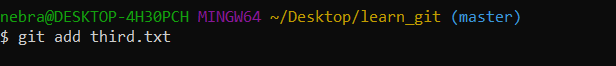 nebra@DESKTOP-4H30PCH MINGW64 ~/Desktop/learn_git (master)
$ git add third.txt